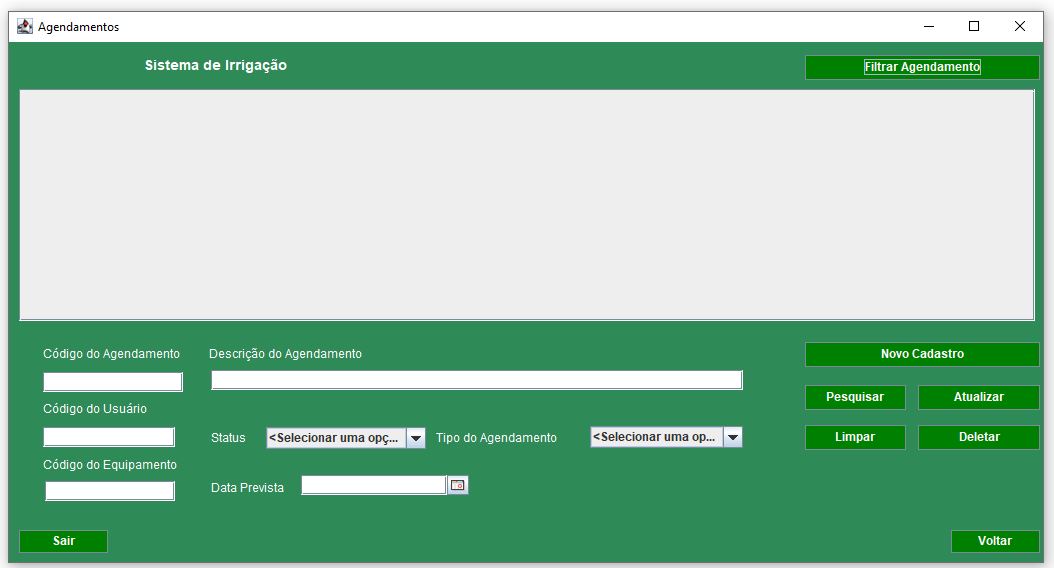 Agendamentos
Sistema de Irrigação
Filtrar Agendamento
Código do Agendamento
Descrição do Agendamento
Novo Cadastro
Pesquisar
Atualizar
Código do Usuário
Status
<Selecionar uma opç...
Tipo do Agendamento
<Selecionar uma op...
Limpar
Deletar
Código do Equipamento
Data Prevista
Sair
Voltar